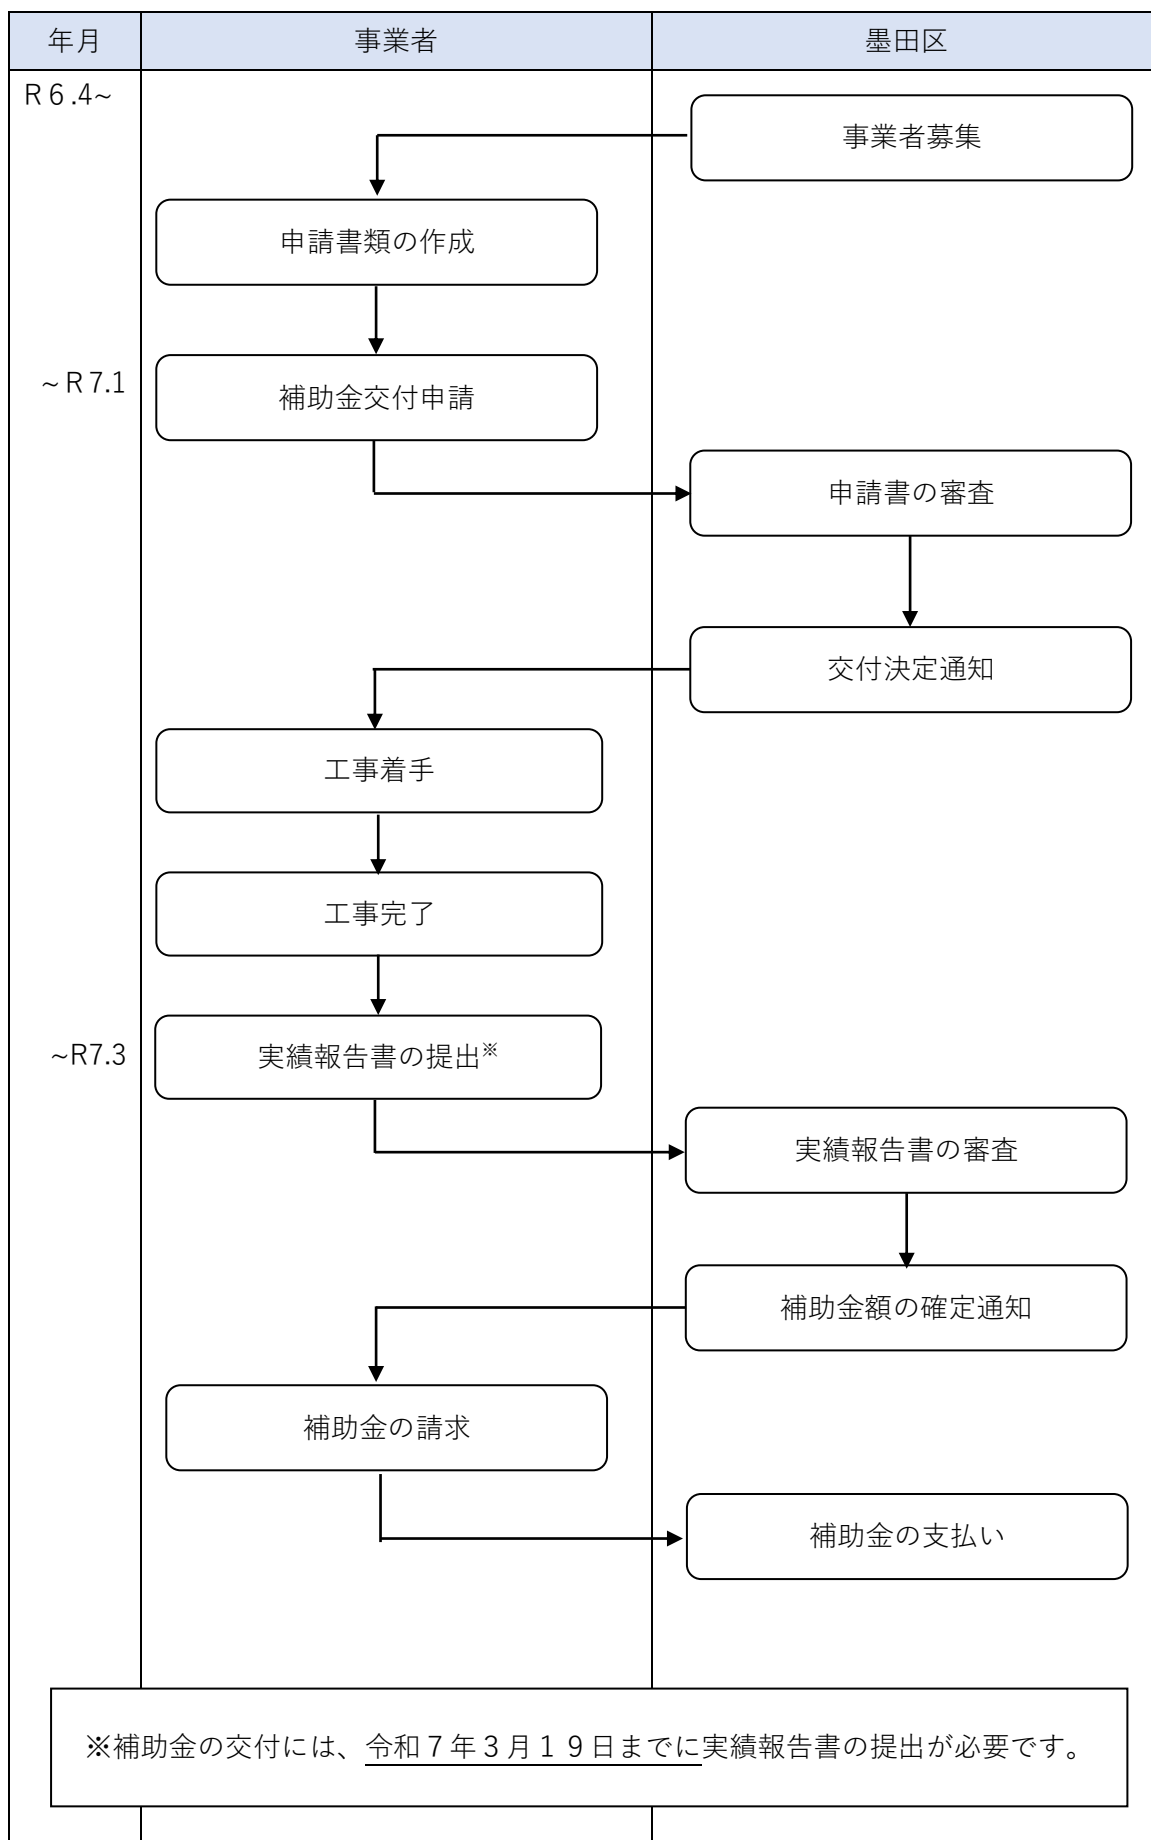 年月 事業者 墨田区
R６.4~
事業者募集
申請書類の作成
~R 7.1
補助金交付申請
申請書の審査
交付決定通知
工事着手
工事完了
~R7.3
実績報告書の提出※
実績報告書の審査
補助金額の確定通知
補助金の請求
補助金の支払い
※補助金の交付には、令和７年３月１９日までに実績報告書の提出が必要です。